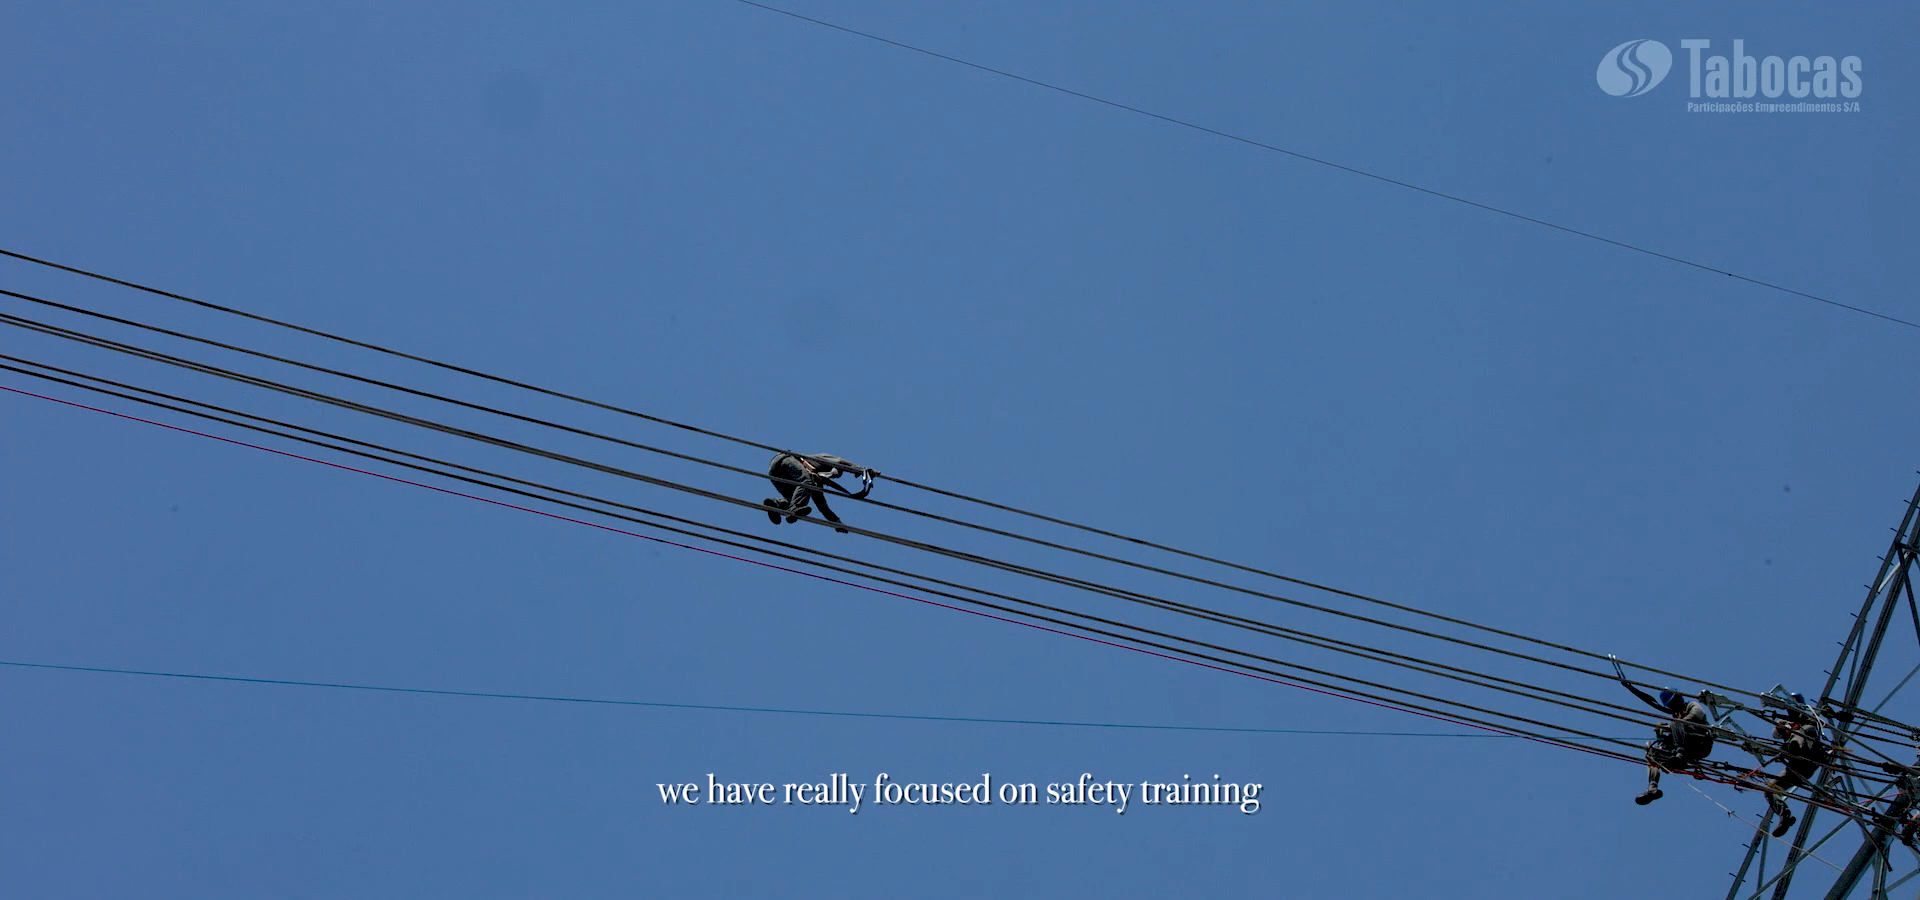 Tabocas
Participações Empreendimentos S/A
we have really focused on safety training